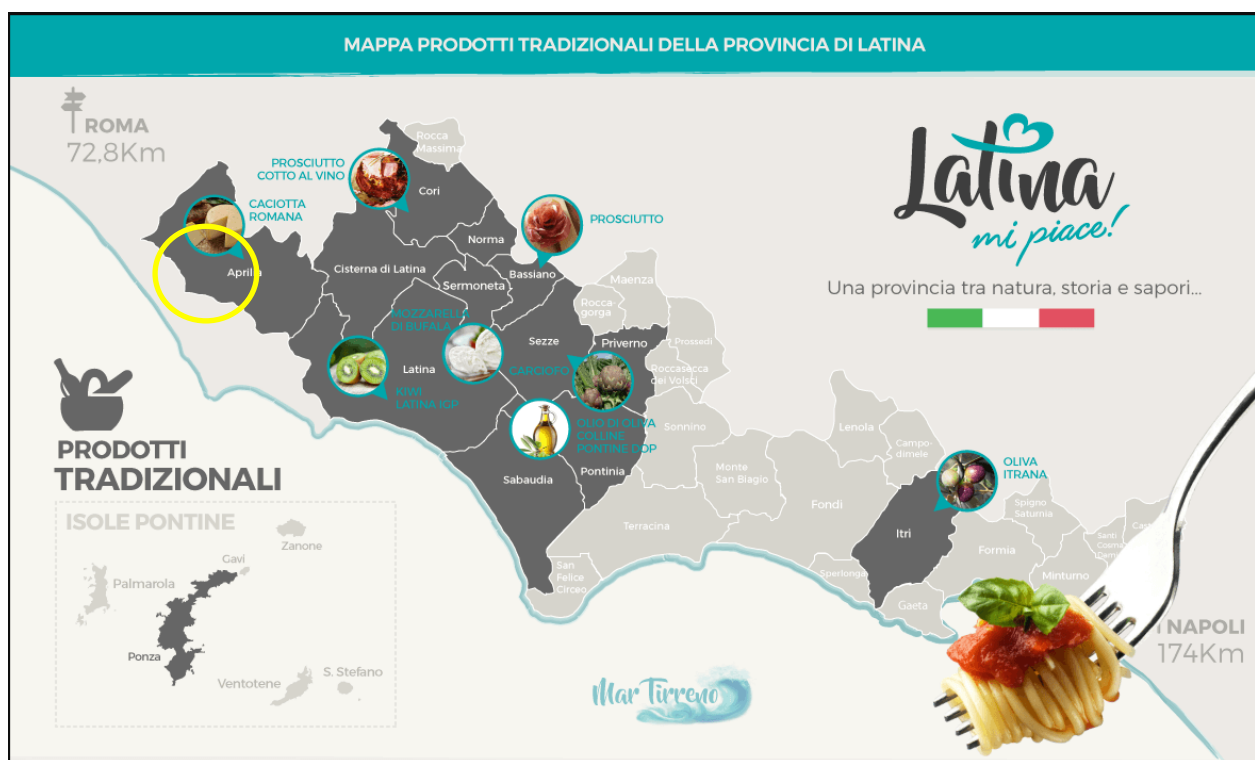 MAPPA PRODOTTI TRADIZIONALI DELLA PROVINCIA DI LATINA
ROMA
72,8Km
Latina
mi piace!
Una provincia tra natura, storia e sapori...
Rocca
Massima
PROSCIUTTO
COTTO AL VINO
Cori
CACIOTTA
ROMANA
PROSCIUTTO
Norma
Aprilia
Cisterna di Latina
Bassiano
Sermoneta
Maenza
Rocca-
gorga
MOZZARELLA
DI BUFALA
Sezze
Priverno
Prossedi
Latina
CARCIOFO
Roccasecca
dei Volsci
KIWI
LATINA IGP
OLIO DI OLIVA
COLLINE
PONTINE DOP
Sonnino
Lenola
Campo-
dimele
PRODOTTI
TRADIZIONALI
Sabaudia
Pontinia
Monte
San Biagio
Fondi
OLIVA
ITRANA
Spigno
Saturnia
Terracina
Itri
Formia
Santi
Cosma
Minturno
San
Felice
Circeo
Sperlonga
Gaeta
ISOLE PONTINE
Zanone
Gavi
Palmarola
Ponza
Ventotene
S. Stefano
Mar Tirreno
NAPOLI
174Km